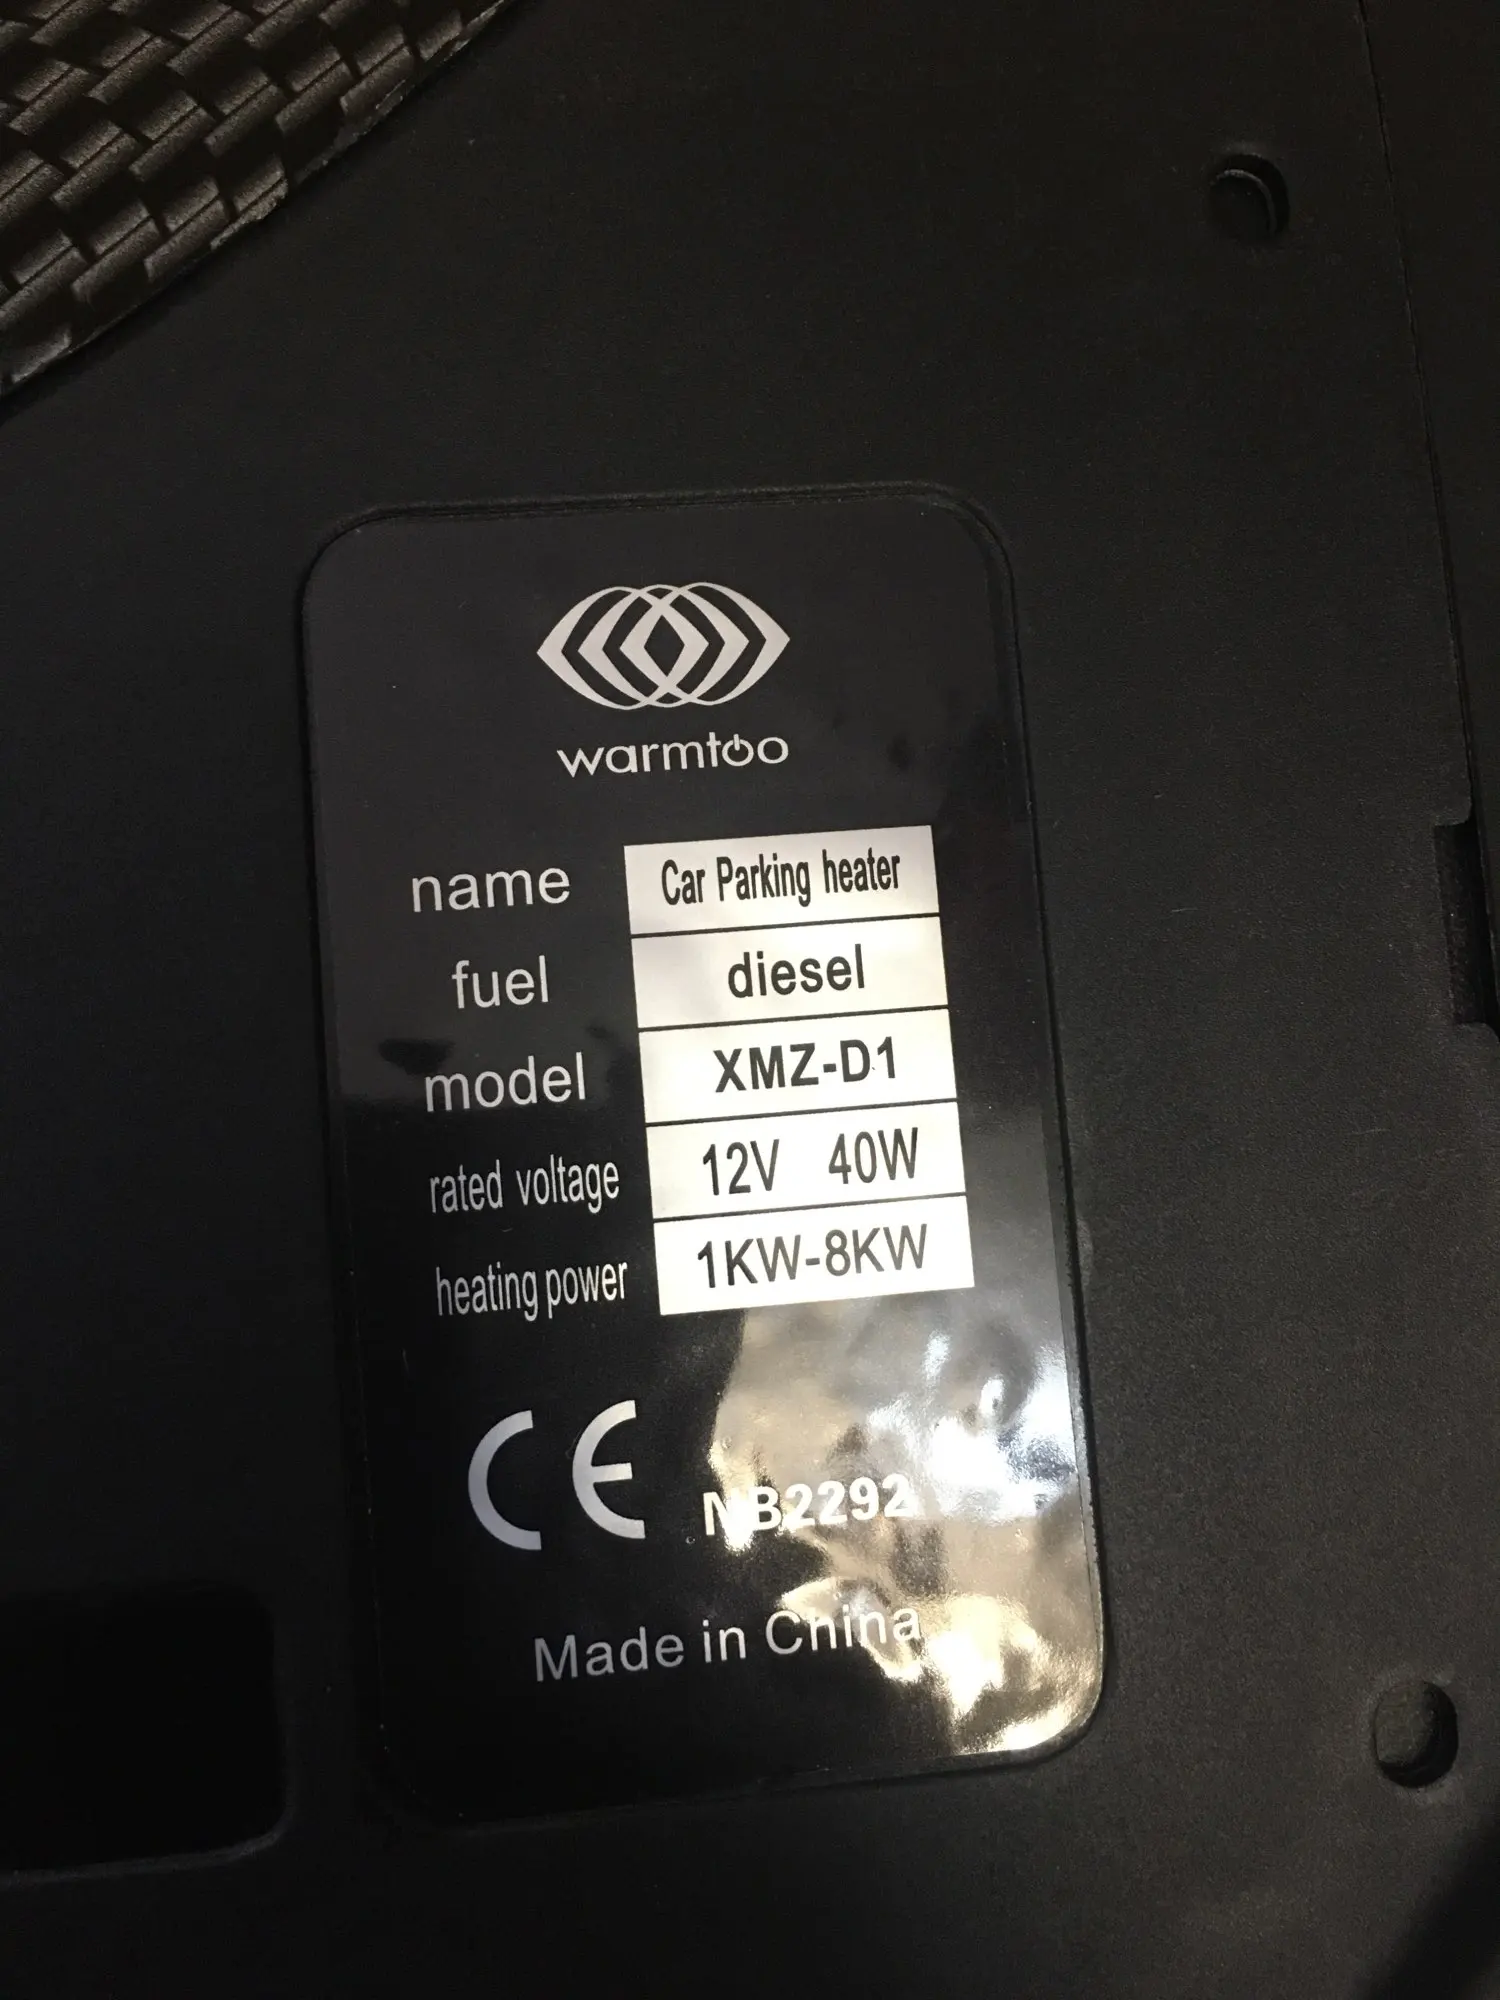 warmtoo
name Car Parking heater
fuel diesel
model XMZ-D1
rated voltage 12V 40W
heating power 1KW-8KW
CE NB2292
Made in China